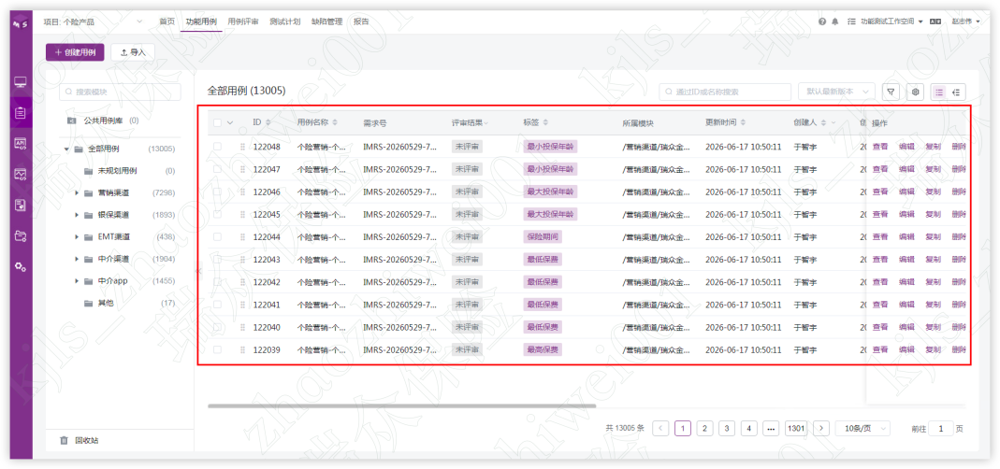 M S 项目: 个险产品 首页 功能用例 用例评审 测试计划 缺陷管理 报告 功能测试工作空间 赵志伟
+ 创建用例 导入
搜索模块
全部用例 (13005) 通过ID或名称搜索 默认最新版本
公共用例库 (0)
全部用例 (13005)
未规划用例 (0)
营销渠道 (7298)
银保渠道 (1893)
EMT渠道 (438)
中介渠道 (1904)
中介app (1455)
其他 (17)
回收站
ID 用例名称 需求号 评审结果 标签 所属模块 更新时间 创建人 操作
122048 个险营销-个... IMRS-20260529-7... 未评审 最小投保年龄 /营销渠道/瑞众金... 2026-06-17 10:50:11 于智宇 20 查看 编辑 复制 删除
122047 个险营销-个... IMRS-20260529-7... 未评审 最小投保年龄 /营销渠道/瑞众金... 2026-06-17 10:50:11 于智宇 20 查看 编辑 复制 删除
122046 个险营销-个... IMRS-20260529-7... 未评审 最大投保年龄 /营销渠道/瑞众金... 2026-06-17 10:50:11 于智宇 20 查看 编辑 复制 删除
122045 个险营销-个... IMRS-20260529-7... 未评审 最大投保年龄 /营销渠道/瑞众金... 2026-06-17 10:50:11 于智宇 20 查看 编辑 复制 删除
122044 个险营销-个... IMRS-20260529-7... 未评审 保险期间 /营销渠道/瑞众金... 2026-06-17 10:50:11 于智宇 20 查看 编辑 复制 删除
122043 个险营销-个... IMRS-20260529-7... 未评审 最低保费 /营销渠道/瑞众金... 2026-06-17 10:50:11 于智宇 20 查看 编辑 复制 删除
122042 个险营销-个... IMRS-20260529-7... 未评审 最低保费 /营销渠道/瑞众金... 2026-06-17 10:50:11 于智宇 20 查看 编辑 复制 删除
122041 个险营销-个... IMRS-20260529-7... 未评审 最低保费 /营销渠道/瑞众金... 2026-06-17 10:50:11 于智宇 20 查看 编辑 复制 删除
122040 个险营销-个... IMRS-20260529-7... 未评审 最低保费 /营销渠道/瑞众金... 2026-06-17 10:50:11 于智宇 20 查看 编辑 复制 删除
122039 个险营销-个... IMRS-20260529-7... 未评审 最高保费 /营销渠道/瑞众金... 2026-06-17 10:50:11 于智宇 20 查看 编辑 复制 删除
共 13005 条 < 1 2 3 4 ... 1301 > 10条/页 前往 1 页